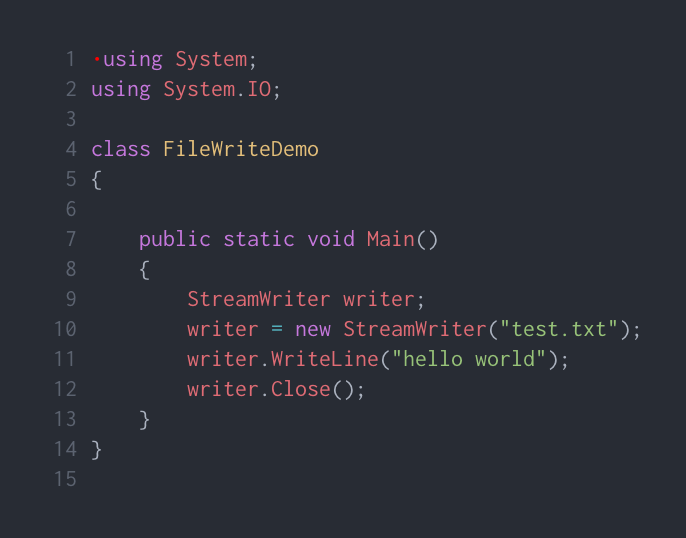 1 ·using System;
2 using System.IO;
3
4 class FileWriteDemo
5 {
6
7     public static void Main()
8     {
9         StreamWriter writer;
10         writer = new StreamWriter("test.txt");
11         writer.WriteLine("hello world");
12         writer.Close();
13     }
14 }
15